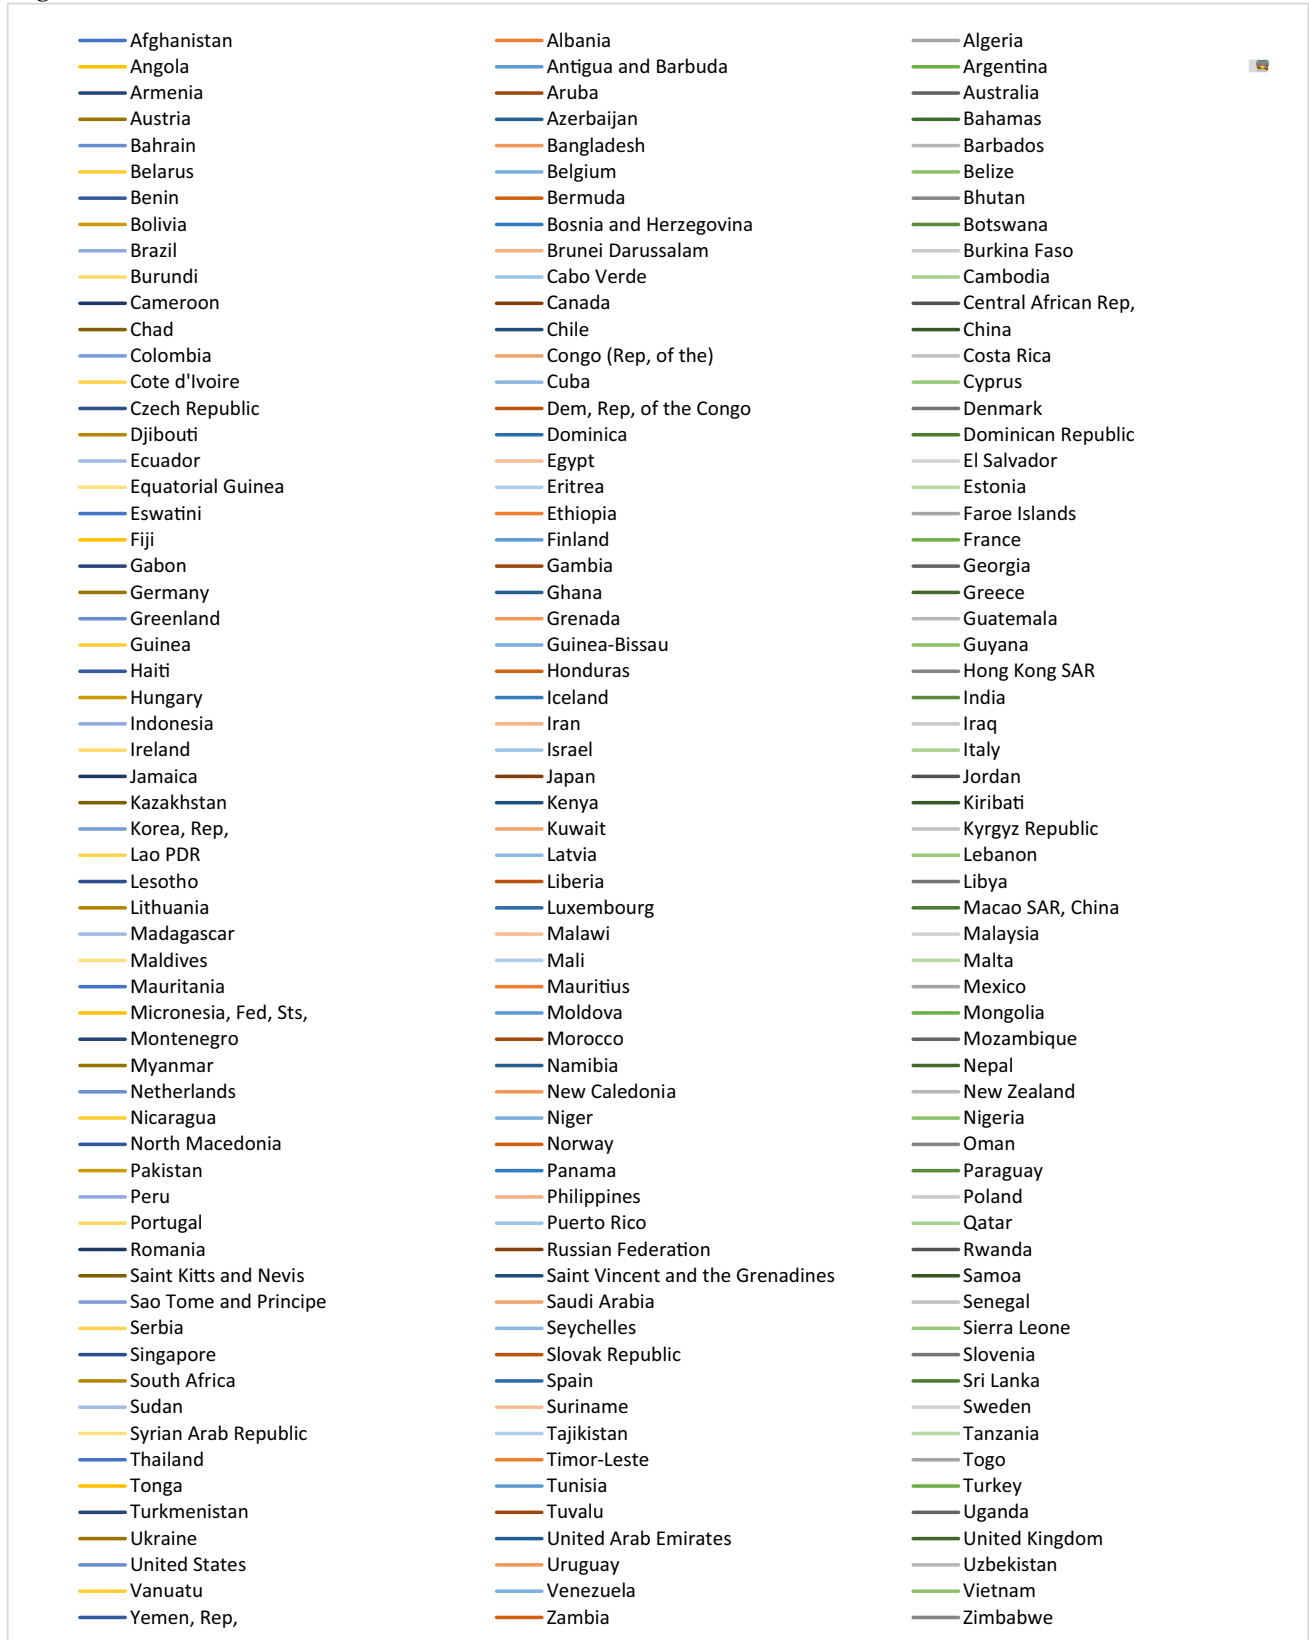 Afghanistan Albania Algeria
Angola Antigua and Barbuda Argentina
Armenia Aruba Australia
Austria Azerbaijan Bahamas
Bahrain Bangladesh Barbados
Belarus Belgium Belize
Benin Bermuda Bhutan
Bolivia Bosnia and Herzegovina Botswana
Brazil Brunei Darussalam Burkina Faso
Burundi Cabo Verde Cambodia
Cameroon Canada Central African Rep,
Chad Chile China
Colombia Congo (Rep, of the) Costa Rica
Cote d'Ivoire Cuba Cyprus
Czech Republic Dem, Rep, of the Congo Denmark
Djibouti Dominica Dominican Republic
Ecuador Egypt El Salvador
Equatorial Guinea Eritrea Estonia
Eswatini Ethiopia Faroe Islands
Fiji Finland France
Gabon Gambia Georgia
Germany Ghana Greece
Greenland Grenada Guatemala
Guinea Guinea-Bissau Guyana
Haiti Honduras Hong Kong SAR
Hungary Iceland India
Indonesia Iran Iraq
Ireland Israel Italy
Jamaica Japan Jordan
Kazakhstan Kenya Kiribati
Korea, Rep, Kuwait Kyrgyz Republic
Lao PDR Latvia Lebanon
Lesotho Liberia Libya
Lithuania Luxembourg Macao SAR, China
Madagascar Malawi Malaysia
Maldives Mali Malta
Mauritania Mauritius Mexico
Micronesia, Fed, Sts, Moldova Mongolia
Montenegro Morocco Mozambique
Myanmar Namibia Nepal
Netherlands New Caledonia New Zealand
Nicaragua Niger Nigeria
North Macedonia Norway Oman
Pakistan Panama Paraguay
Peru Philippines Poland
Portugal Puerto Rico Qatar
Romania Russian Federation Rwanda
Saint Kitts and Nevis Saint Vincent and the Grenadines Samoa
Sao Tome and Principe Saudi Arabia Senegal
Serbia Seychelles Sierra Leone
Singapore Slovak Republic Slovenia
South Africa Spain Sri Lanka
Sudan Suriname Sweden
Syrian Arab Republic Tajikistan Tanzania
Thailand Timor-Leste Togo
Tonga Tunisia Turkey
Turkmenistan Tuvalu Uganda
Ukraine United Arab Emirates United Kingdom
United States Uruguay Uzbekistan
Vanuatu Venezuela Vietnam
Yemen, Rep, Zambia Zimbabwe